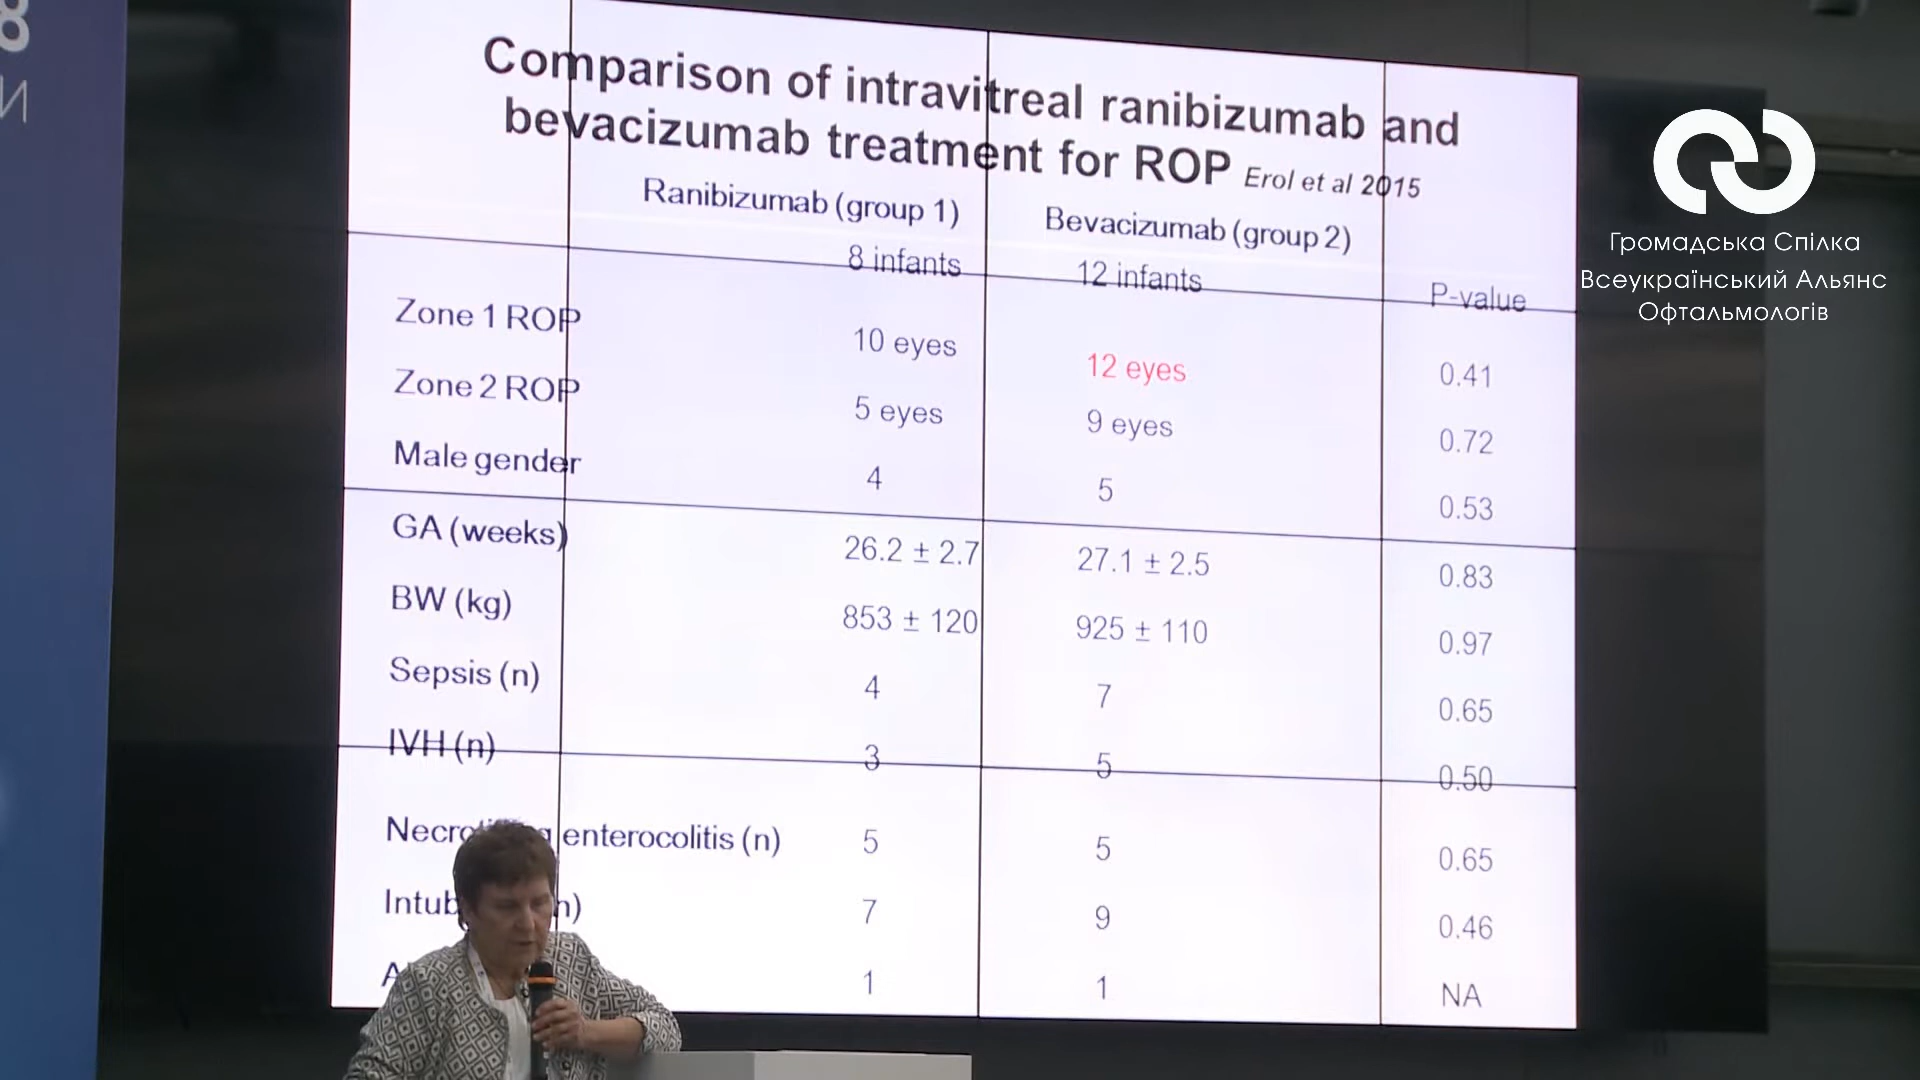 8
И
Comparison of intravitreal ranibizumab and
bevacizumab treatment for ROP Erol et al 2015
Ranibizumab (group 1) Bevacizumab (group 2)
8 infants 12 infants P-value
Zone 1 ROP 10 eyes 12 eyes 0.41
Zone 2 ROP 5 eyes 9 eyes 0.72
Male gender 4 5 0.53
GA (weeks) 26.2 ± 2.7 27.1 ± 2.5 0.83
BW (kg) 853 ± 120 925 ± 110 0.97
Sepsis (n) 4 7 0.65
IVH (n) 3 5 0.50
enterocolitis (n) 5 5 0.65
7 9 0.46
1 1 NA
Громадська Спілка
Всеукраїнський Альянс
Офтальмологів